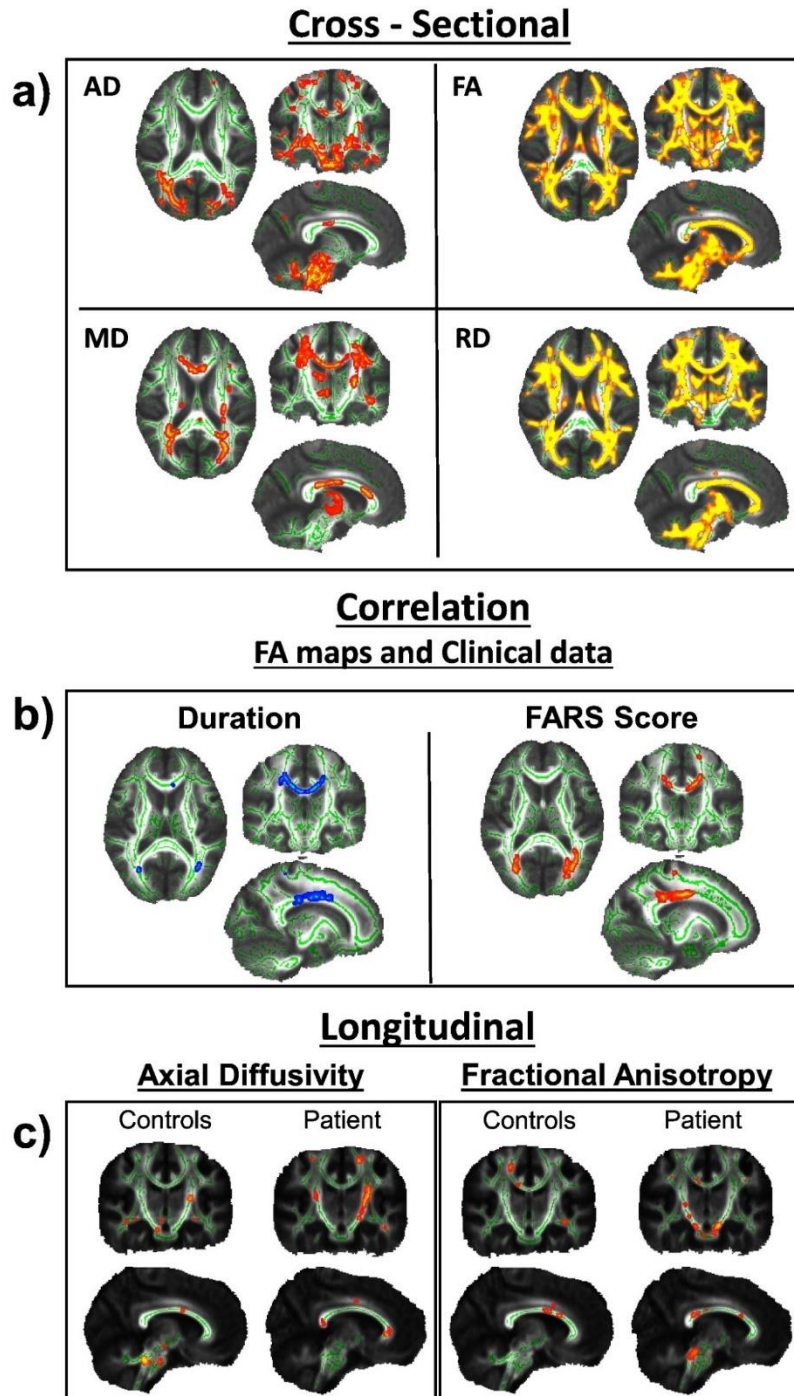 Cross - Sectional
a)
AD
FA
MD
RD
Correlation
FA maps and Clinical data
b)
Duration
FARS Score
Longitudinal
Axial Diffusivity
Fractional Anisotropy
c)
Controls
Patient
Controls
Patient